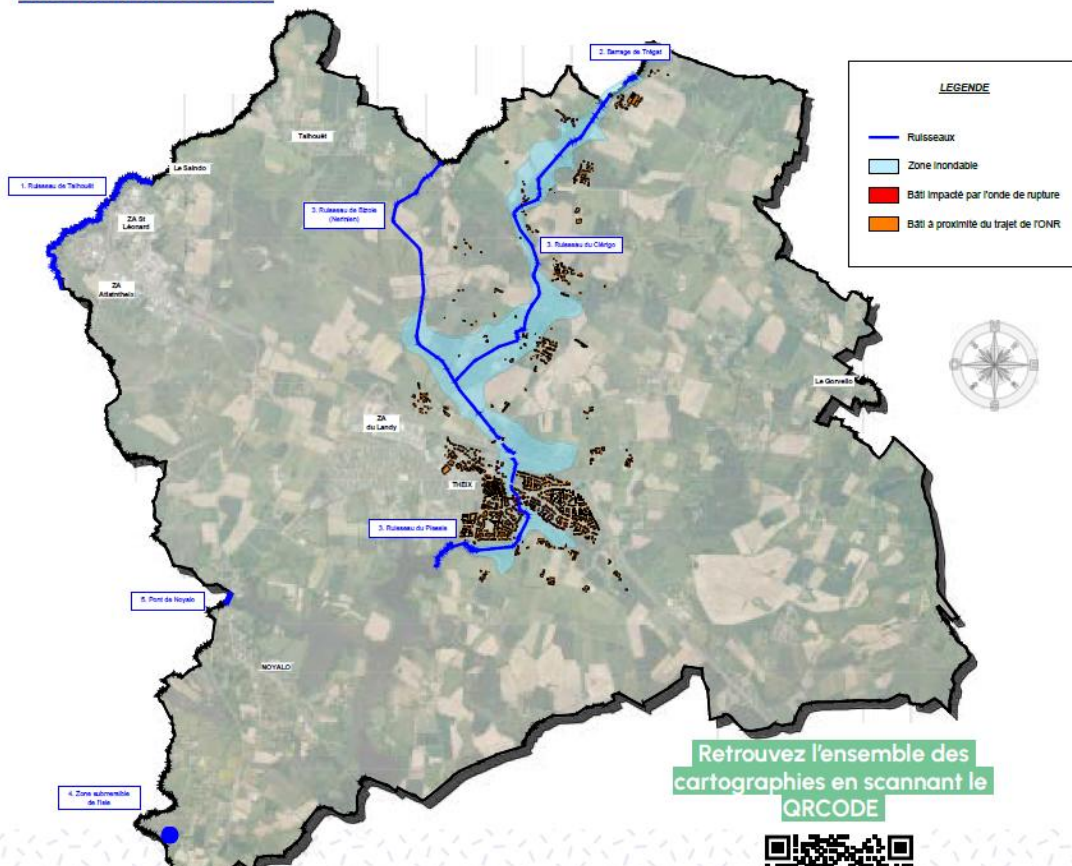 2. Barrage de Trégat
LEGENDE
Talhouët
Ruisseaux
Le Saindo
Zone inondable
1. Ruisseau de Talhouët
Bâti impacté par l'onde de rupture
3. Ruisseau de Bizole
(Nerinien)
ZA St
Léonard
Bâti à proximité du trajet de l'ONR
3. Ruisseau du Clérigo
ZA
Atlantheix
Le Gorvello
ZA
du Landy
THEIX
3. Ruisseau du Plessis
5. Pont de Noyalo
NOYALO
Retrouvez l'ensemble des
cartographies en scannant le
QRCODE
4. Zone submersible
de l'Isle